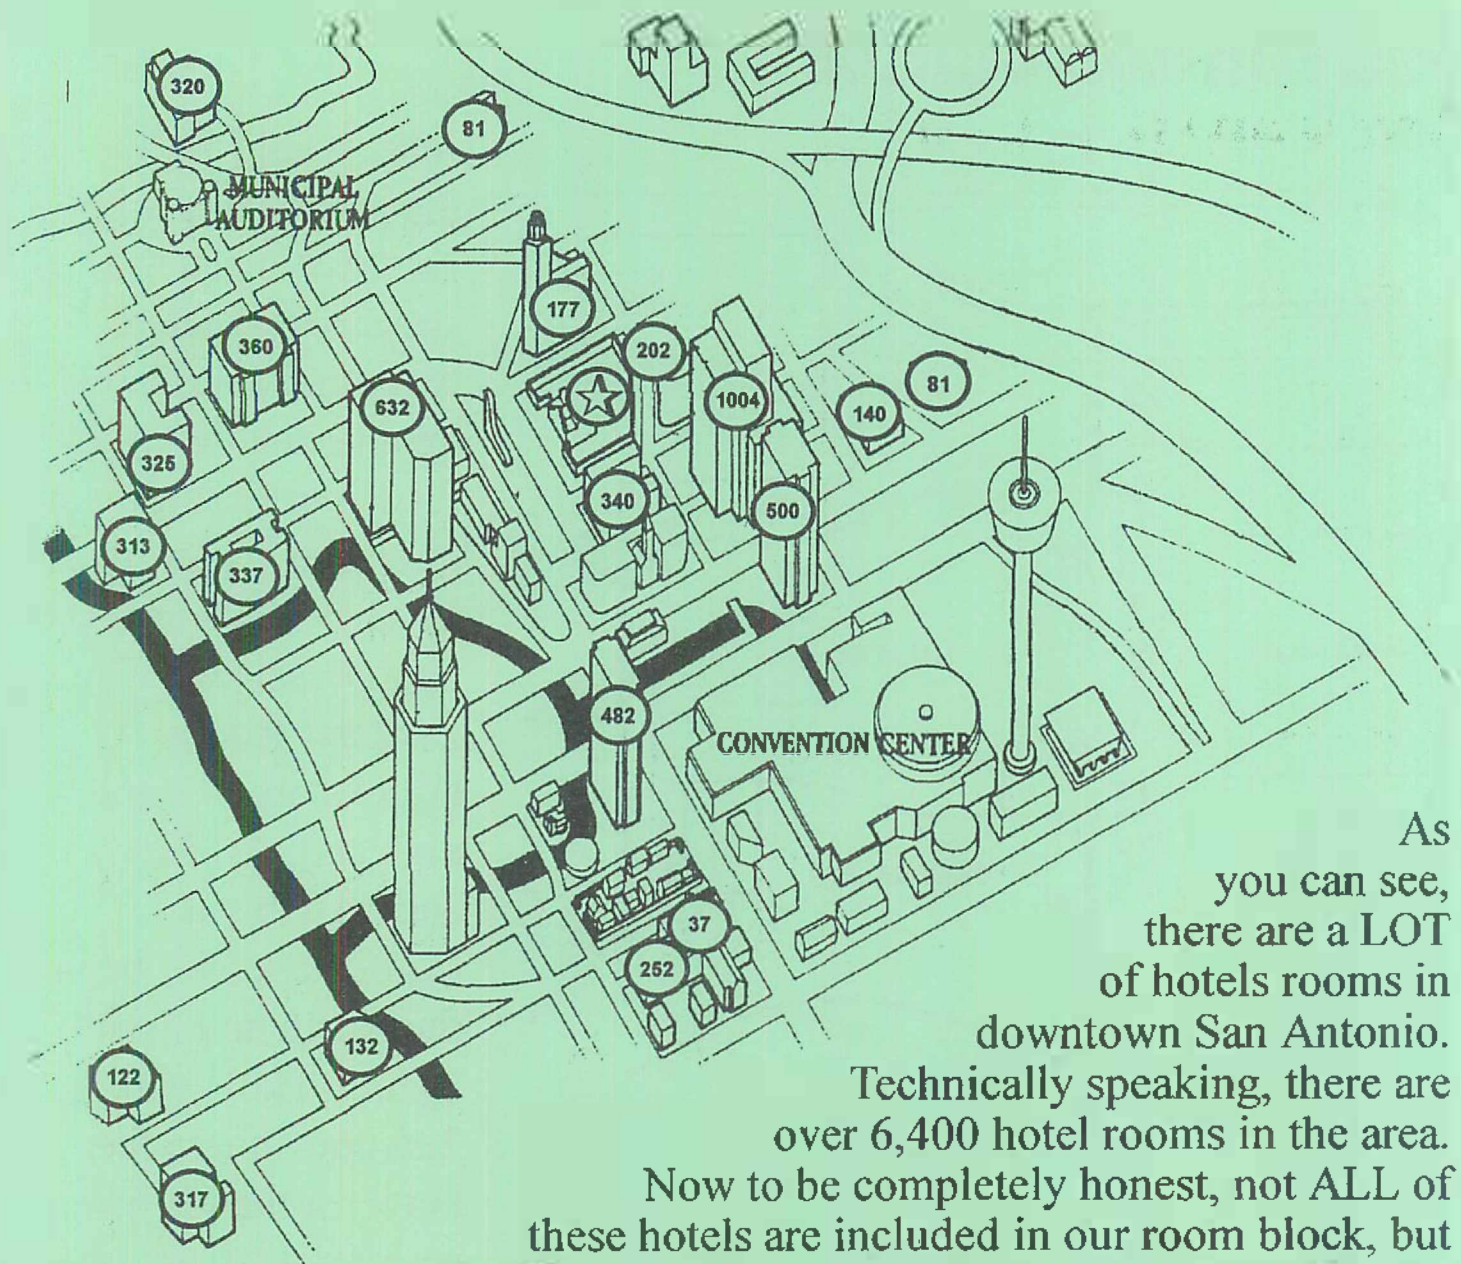 320
81
MUNICIPAL
AUDITORIUM
177
360
202
632
1004
81
140
325
340
500
313
337
482
CONVENTION CENTER
37
252
132
122
317
As
you can see,
there are a LOT
of hotels rooms in
downtown San Antonio.
Technically speaking, there are
over 6,400 hotel rooms in the area.
Now to be completely honest, not ALL of
these hotels are included in our room block, but